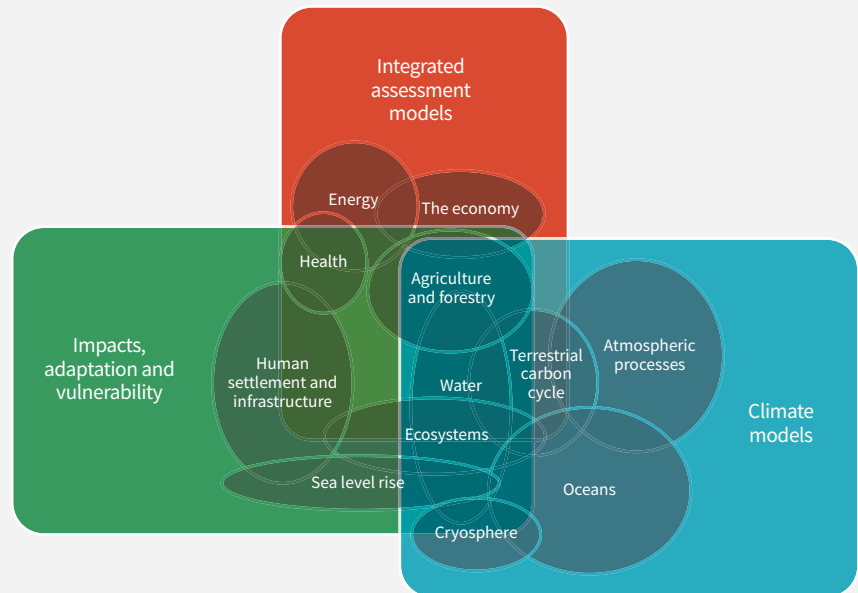 Integrated
assessment
models
Energy
The economy
Health
Agriculture
and forestry
Impacts,
adaptation and
vulnerability
Human
settlement and
infrastructure
Water
Terrestrial
carbon
cycle
Atmospheric
processes
Climate
models
Ecosystems
Sea level rise
Oceans
Cryosphere